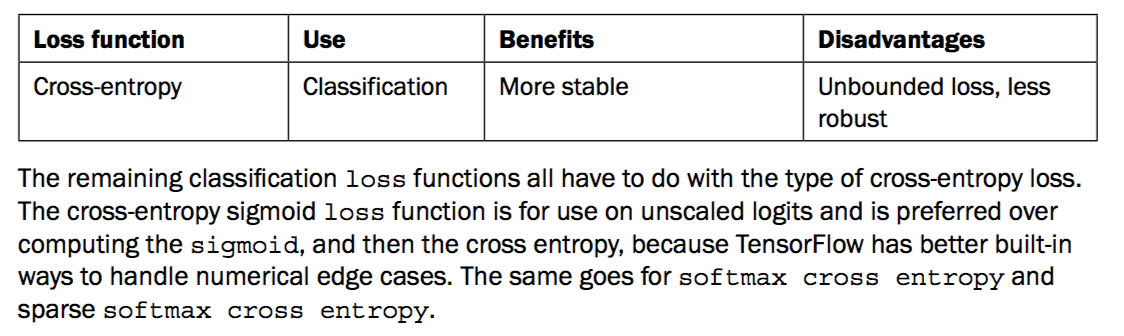 Loss function Use Benefits Disadvantages
Cross-entropy Classification More stable Unbounded loss, less
robust
The remaining classification loss functions all have to do with the type of cross-entropy loss.
The cross-entropy sigmoid loss function is for use on unscaled logits and is preferred over
computing the sigmoid, and then the cross entropy, because TensorFlow has better built-in
ways to handle numerical edge cases. The same goes for softmax cross entropy and
sparse softmax cross entropy.